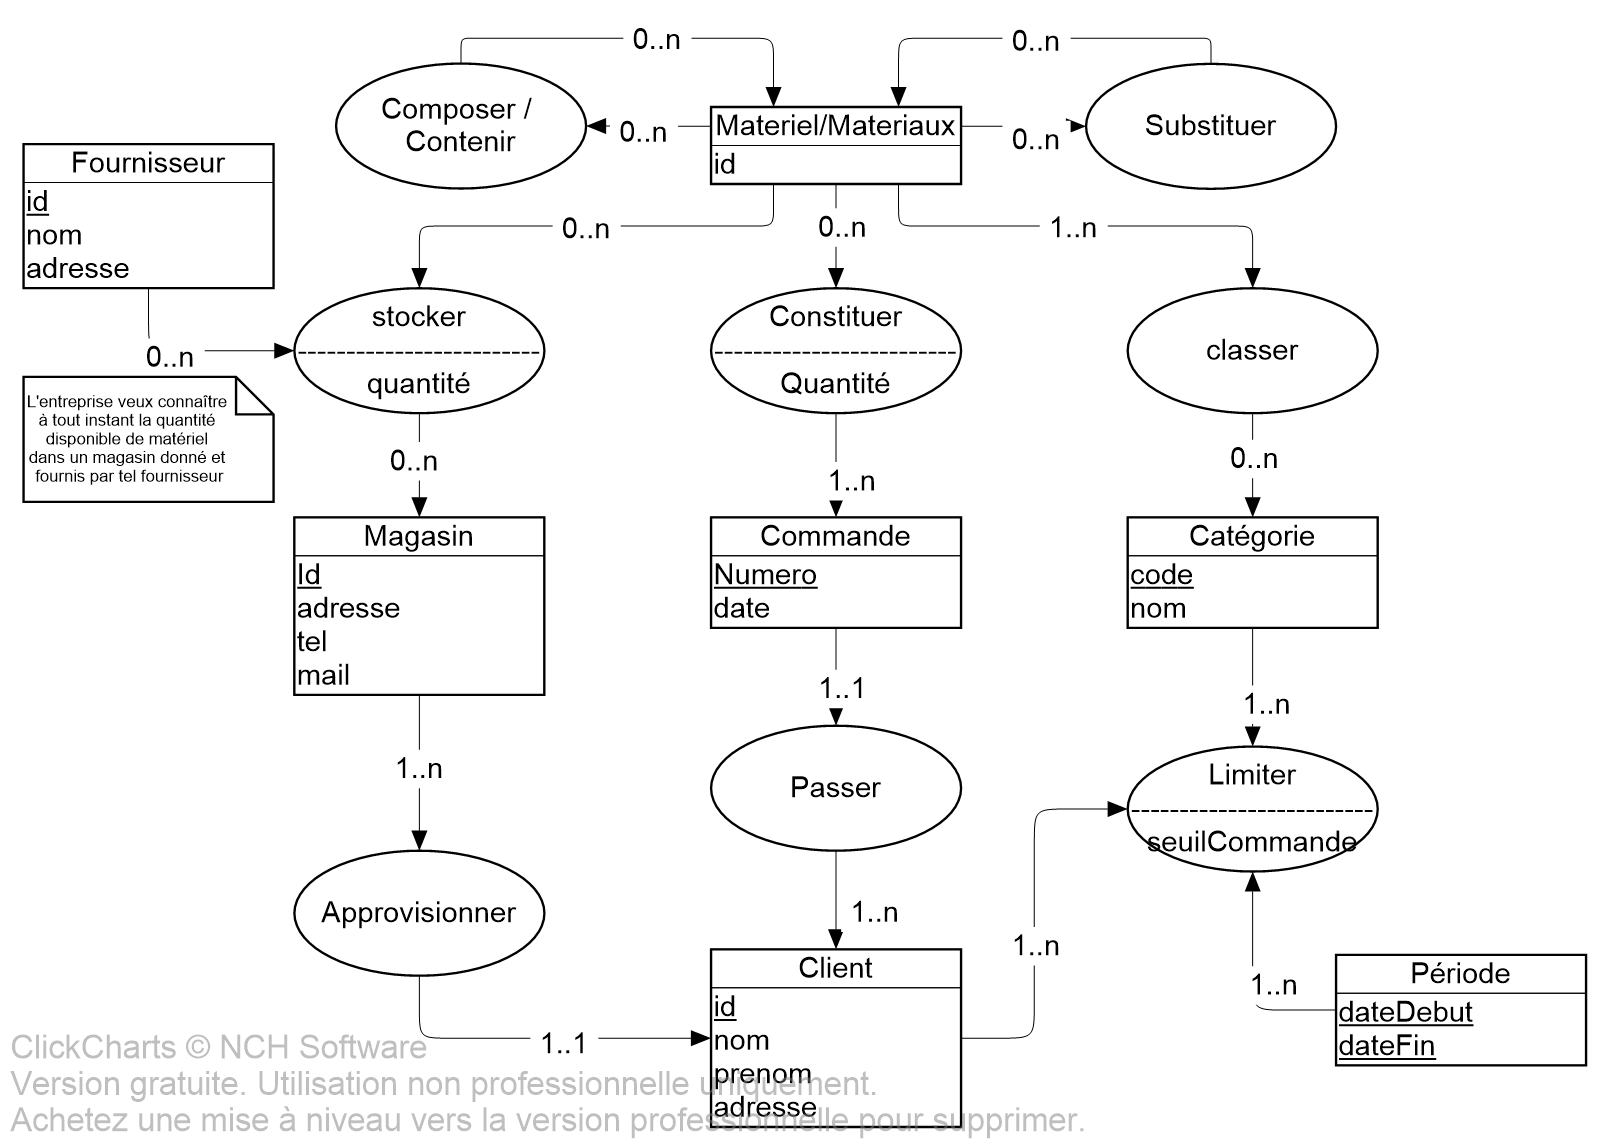 0..n
0..n
Composer /
Contenir
0..n
Materiel/Materiaux
id
0..n
Substituer
Fournisseur
id
nom
adresse
0..n
0..n
1..n
0..n
stocker
quantité
Constituer
Quantité
classer
L'entreprise veux connaître
à tout instant la quantité
disponible de matériel
dans un magasin donné et
fournis par tel fournisseur
0..n
1..n
0..n
Magasin
Id
adresse
tel
mail
Commande
Numero
date
Catégorie
code
nom
1..n
1..1
1..n
Approvisionner
Passer
Limiter
seuilCommande
1..1
1..n
1..n
1..n
Client
id
nom
prenom
adresse
Période
dateDebut
dateFin
ClickCharts © NCH Software
Version gratuite. Utilisation non professionnelle uniquement.
Achetez une mise à niveau vers la version professionnelle pour supprimer.